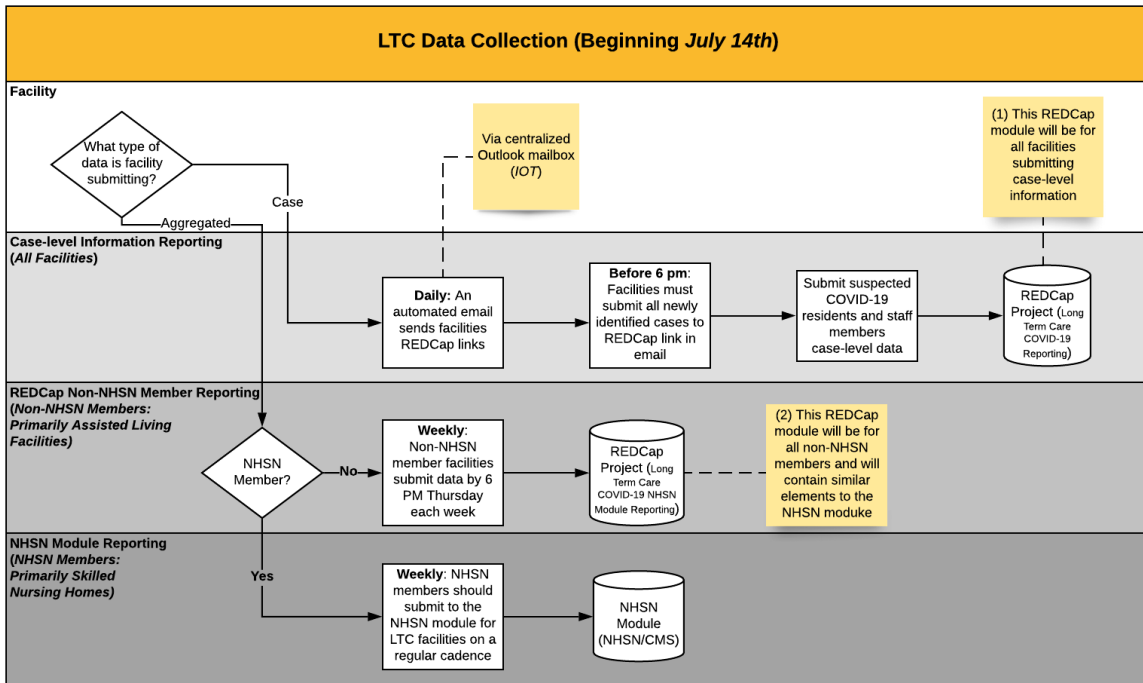 LTC Data Collection (Beginning July 14th)
Facility
What type of
data is facility
submitting?
Case
Aggregated
Via centralized
Outlook mailbox
(IOT)
(1) This REDCap
module will be for
all facilities
submitting
case-level
information
Case-level Information Reporting
(All Facilities)
Daily: An
automated email
sends facilities
REDCap links
Before 6 pm:
Facilities must
submit all newly
identified cases to
REDCap link in
email
Submit suspected
COVID-19
residents and staff
members
case-level data
REDCap
Project (Long
Term Care
COVID-19
Reporting)
REDCap Non-NHSN Member Reporting
(Non-NHSN Members:
Primarily Assisted Living
Facilities)
NHSN
Member?
No
Weekly:
Non-NHSN
member facilities
submit data by 6
PM Thursday
each week
REDCap
Project (Long
Term Care
COVID-19 NHSN
Module Reporting)
(2) This REDCap
module will be for
all non-NHSN
members and will
contain similar
elements to the
NHSN moduke
NHSN Module Reporting
(NHSN Members:
Primarily Skilled
Nursing Homes)
Yes
Weekly: NHSN
members should
submit to the
NHSN module for
LTC facilities on a
regular cadence
NHSN
Module
(NHSN/CMS)